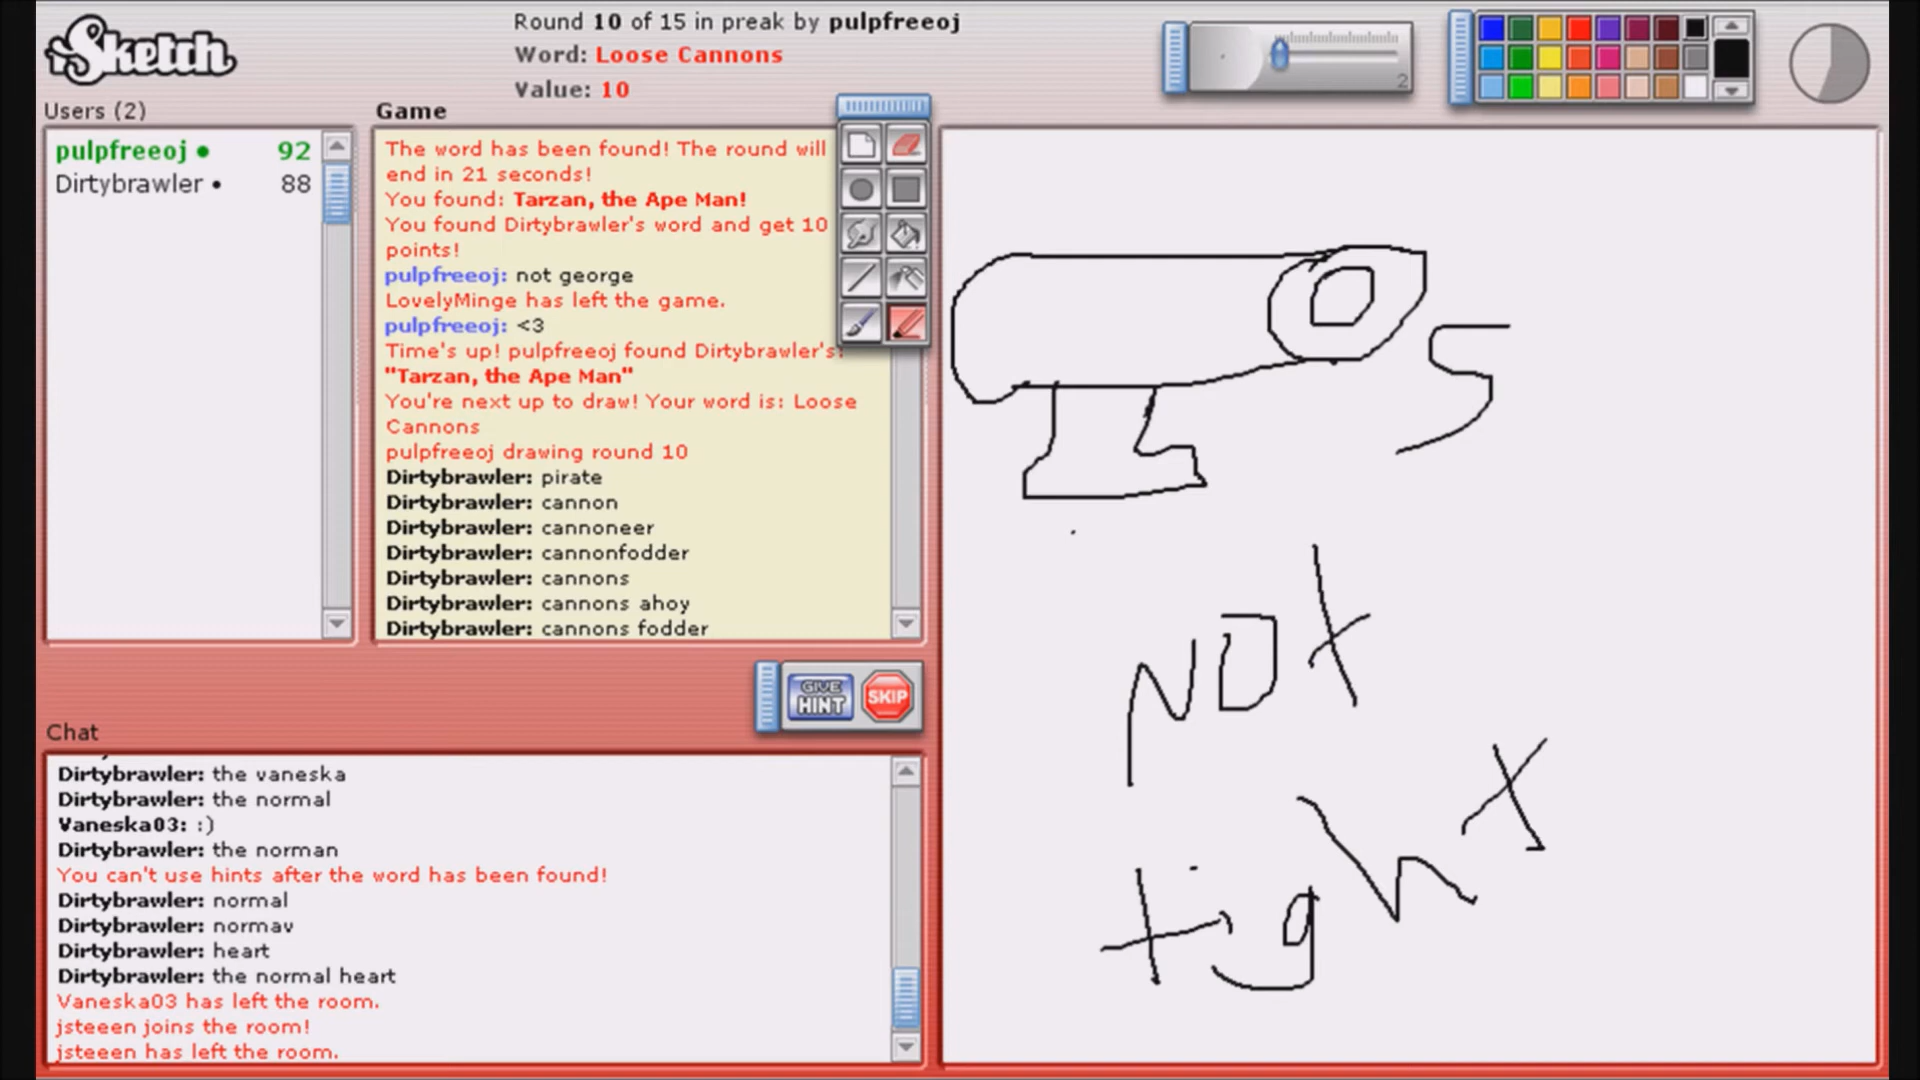 iSketch
Round 10 of 15 in preak by pulpfreeoj
Word: Loose Cannons
Value: 10
2
Users (2)
pulpfreeoj • 92
Dirtybrawler • 88
Game
The word has been found! The round will
end in 21 seconds!
You found: Tarzan, the Ape Man!
You found Dirtybrawler's word and get 10
points!
pulpfreeoj: not george
LovelyMinge has left the game.
pulpfreeoj: <3
Time's up! pulpfreeoj found Dirtybrawler's:
"Tarzan, the Ape Man"
You're next up to draw! Your word is: Loose
Cannons
pulpfreeoj drawing round 10
Dirtybrawler: pirate
Dirtybrawler: cannon
Dirtybrawler: cannoneer
Dirtybrawler: cannonfodder
Dirtybrawler: cannons
Dirtybrawler: cannons ahoy
Dirtybrawler: cannons fodder
GIVE
HINT
SKIP
Chat
Dirtybrawler: the vaneska
Dirtybrawler: the normal
Vaneska03: :)
Dirtybrawler: the norman
You can't use hints after the word has been found!
Dirtybrawler: normal
Dirtybrawler: normav
Dirtybrawler: heart
Dirtybrawler: the normal heart
Vaneska03 has left the room.
jsteeen joins the room!
jsteeen has left the room.
S
NOt
tight